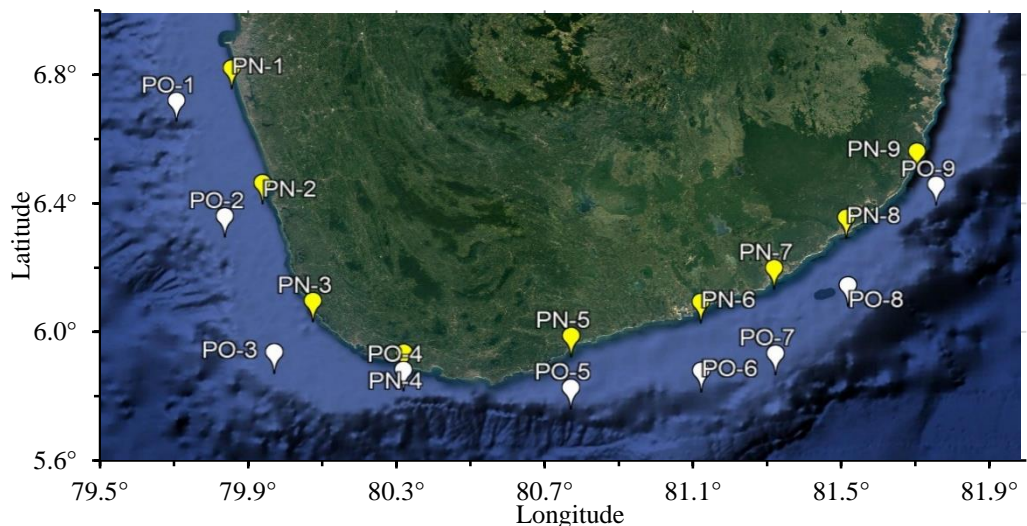 6.8°
6.4°
6.0°
5.6°
Latitude
PN-1
PO-1
PN-2
PO-2
PN-3
PO-3
PO-4
PN-4
PN-5
PO-5
PN-6
PO-6
PN-7
PO-7
PN-8
PO-8
PN-9
PO-9
79.5° 79.9° 80.3° 80.7° 81.1° 81.5° 81.9°
Longitude